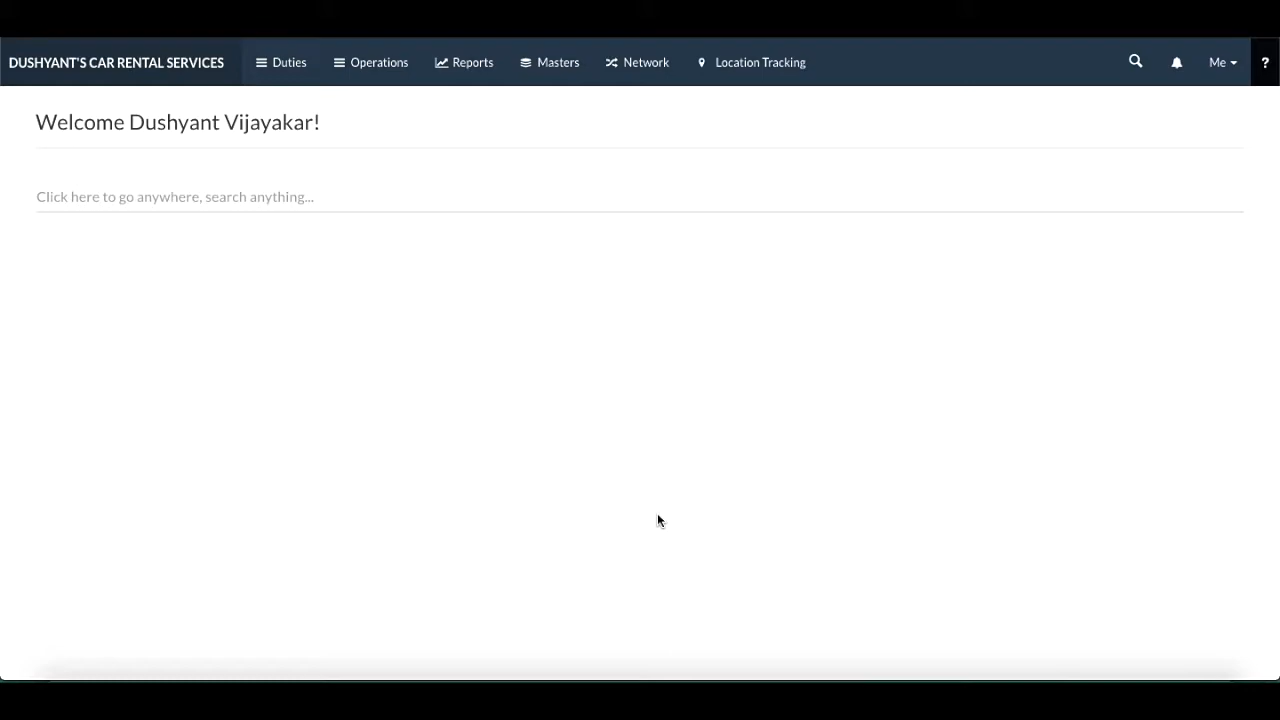 DUSHYANT'S CAR RENTAL SERVICES Duties Operations Reports Masters Network Location Tracking Me ?
Welcome Dushyant Vijayakar!
Click here to go anywhere, search anything...